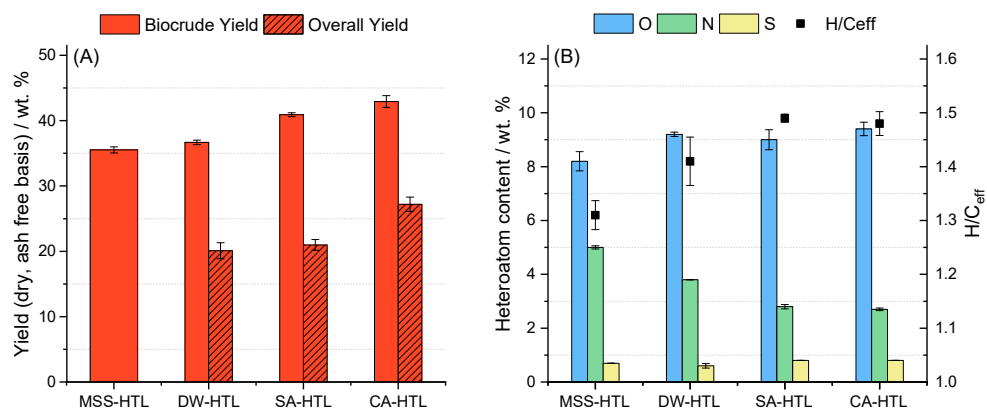 Biocrude Yield Overall Yield
(A)
Yield (dry, ash free basis) / wt. %
50
40
30
20
10
0
MSS-HTL DW-HTL SA-HTL CA-HTL
O N S H/Ceff
(B)
Heteroatom content / wt. %
12
10
8
6
4
2
0
1.6
1.5
1.4
1.3
1.2
1.1
1.0
H/Ceff
MSS-HTL DW-HTL SA-HTL CA-HTL